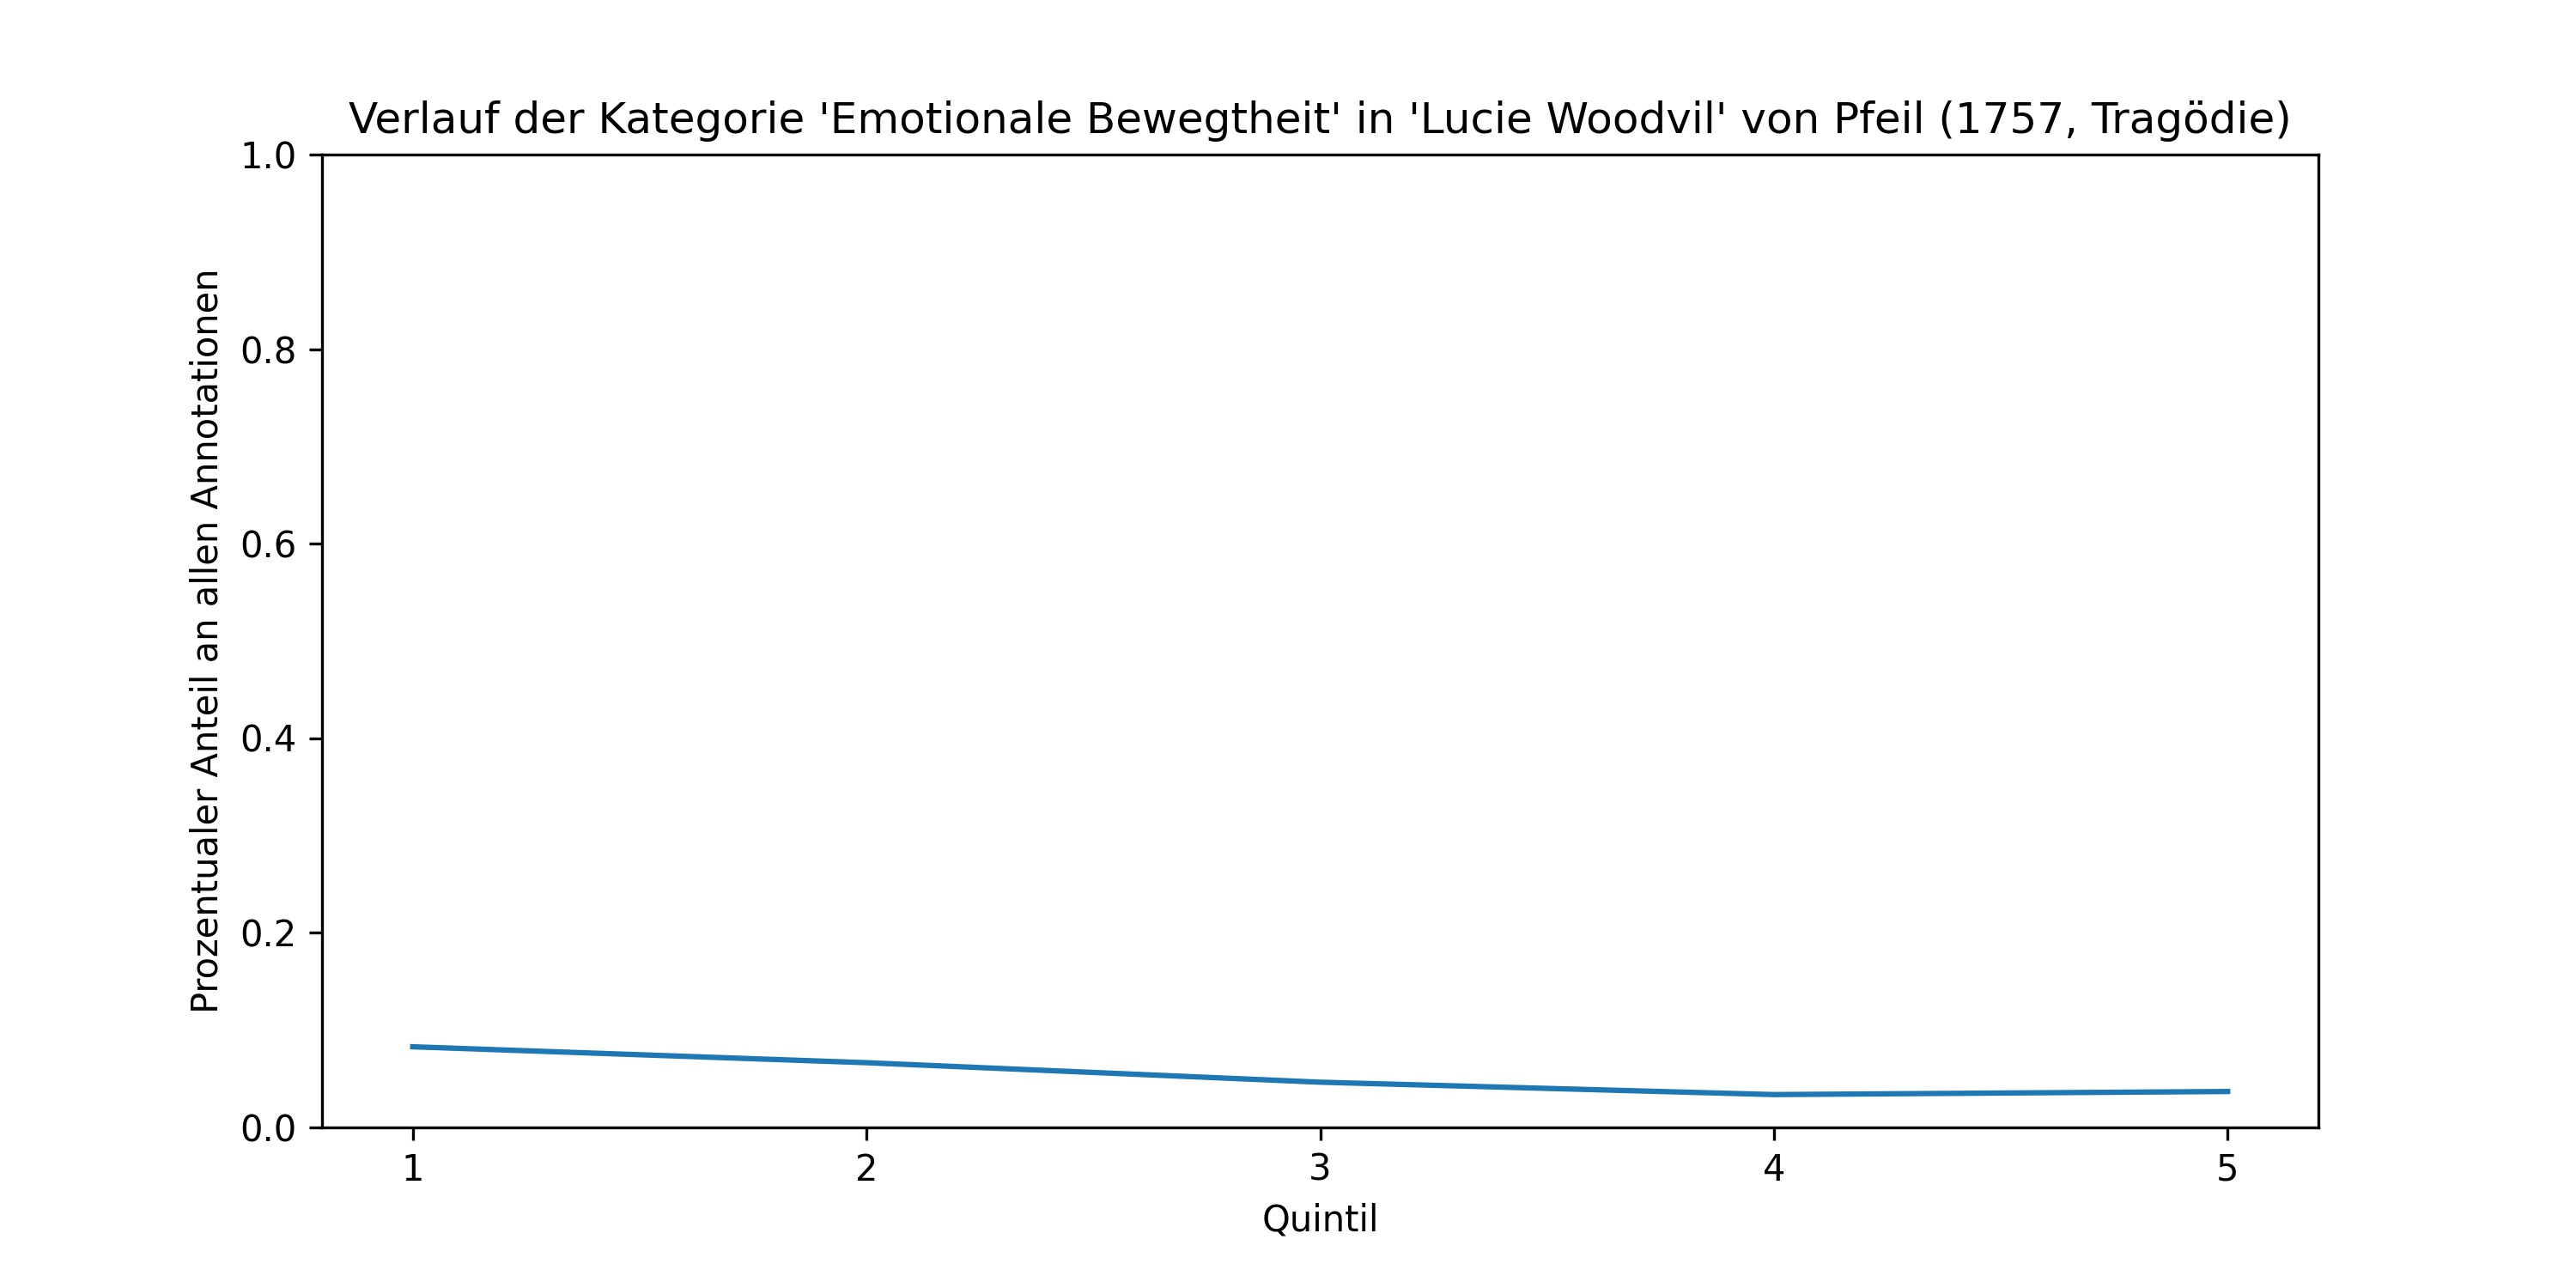 Verlauf der Kategorie 'Emotionale Bewegtheit' in 'Lucie Woodvil' von Pfeil (1757, Tragödie)
Prozentualer Anteil an allen Annotationen
1.0
0.8
0.6
0.4
0.2
0.0
1 2 3 4 5
Quintil